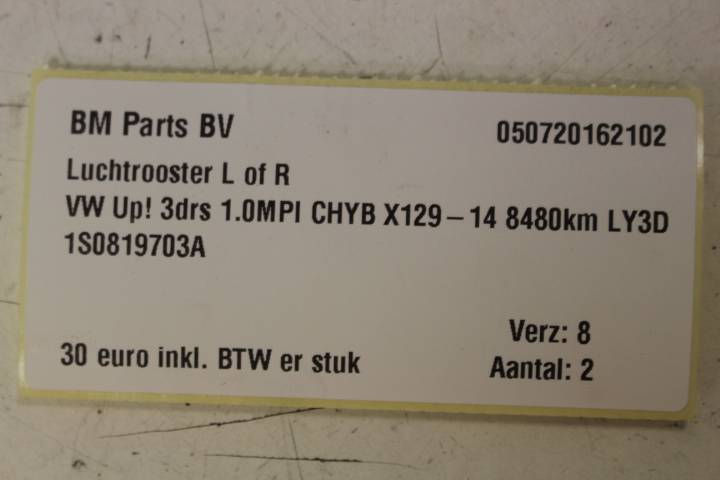 BM Parts BV 050720162102
Luchtrooster L of R
VW Up! 3drs 1.0MPI CHYB X129 – 14 8480km LY3D
1S0819703A
Verz: 8
30 euro inkl. BTW er stuk Aantal: 2